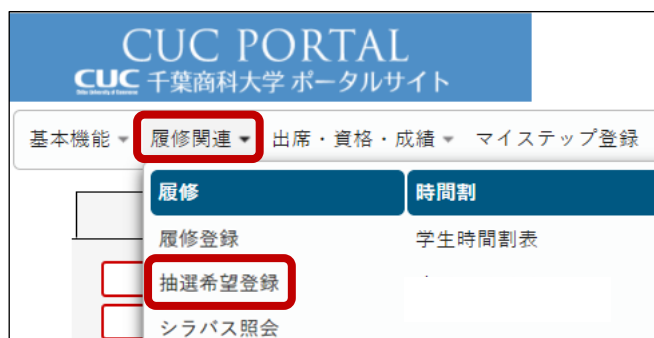 CUC PORTAL
CUC 千葉商科大学 ポータルサイト
基本機能 履修関連 出席・資格・成績 マイステップ登録
履修 時間割
履修登録 学生時間割表
抽選希望登録
シラバス照会